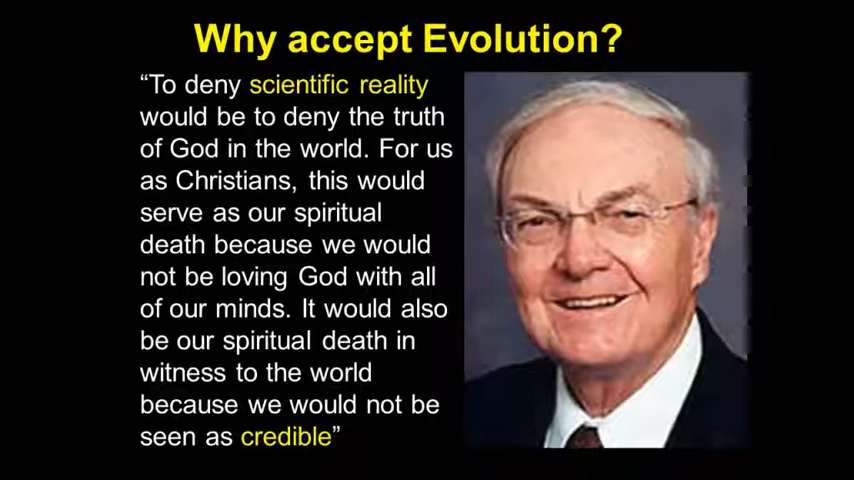 Why accept Evolution?
“To deny scientific reality
would be to deny the truth
of God in the world. For us
as Christians, this would
serve as our spiritual
death because we would
not be loving God with all
of our minds. It would also
be our spiritual death in
witness to the world
because we would not be
seen as credible”